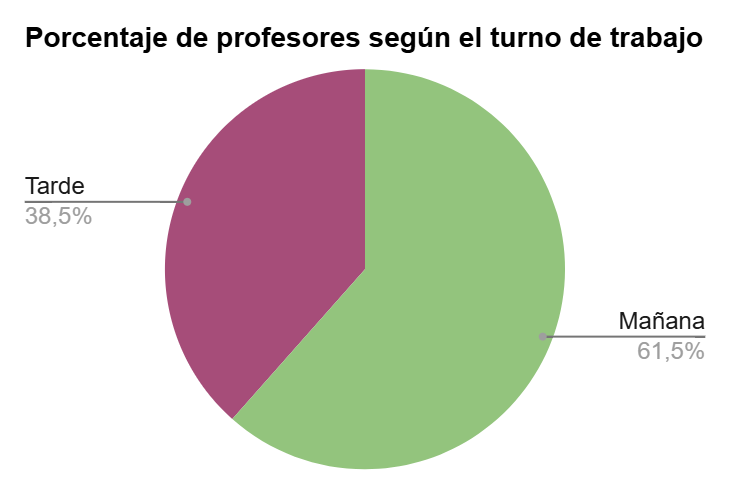 Porcentaje de profesores según el turno de trabajo
Tarde
38,5%
Mañana
61,5%